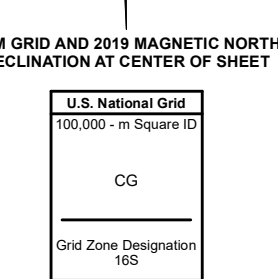 M GRID AND 2019 MAGNETIC NORTH
ECLINATION AT CENTER OF SHEET
U.S. National Grid
100,000 - m Square ID
CG
Grid Zone Designation
16S